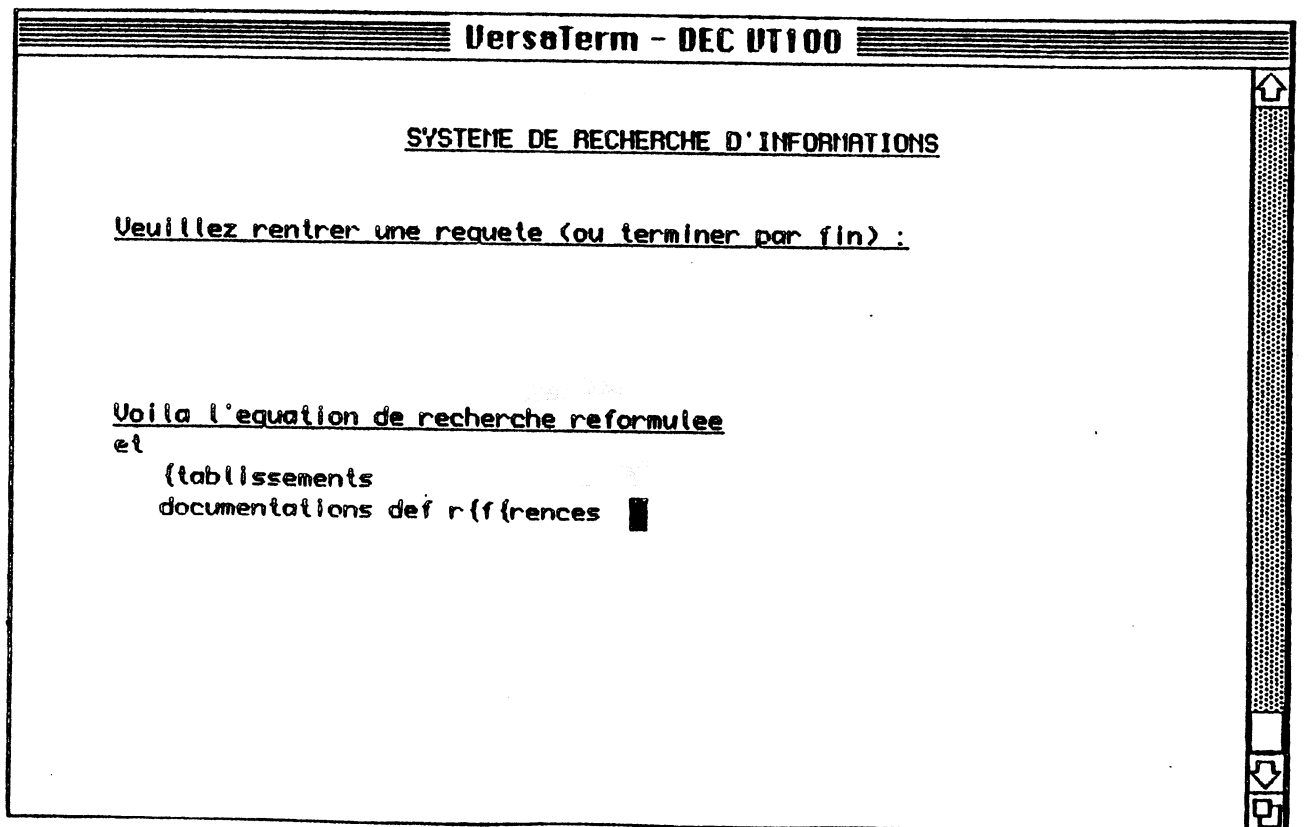 VersaTerm - DEC VT100
SYSTEME DE RECHERCHE D'INFORMATIONS
Veuillez rentrer une requete (ou terminer par fin) :
Voila l'equation de recherche reformulee
et
{tablissements
documentations def r{f{rences